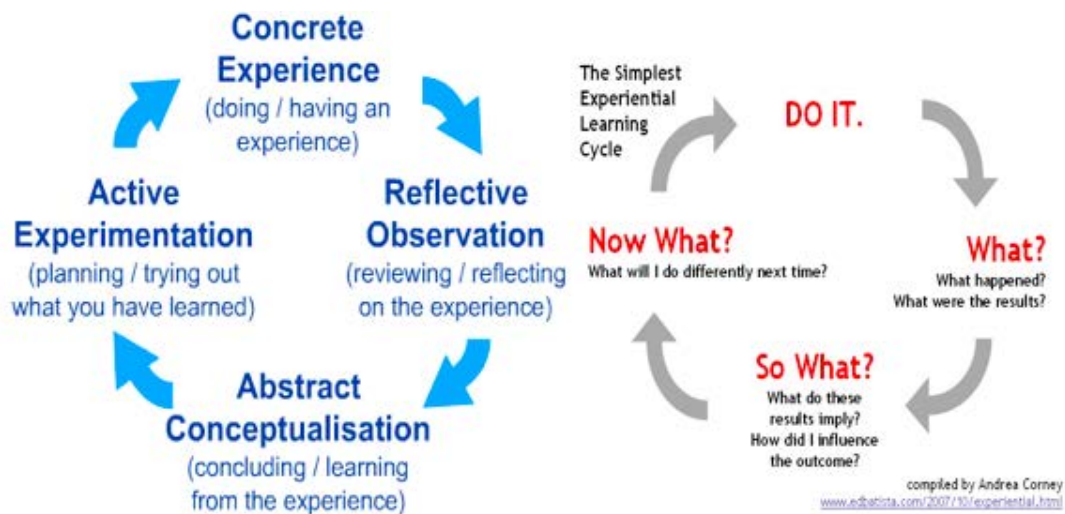 Concrete
Experience
(doing / having an
experience)
Reflective
Observation
(reviewing / reflecting
on the experience)
Abstract
Conceptualisation
(concluding / learning
from the experience)
Active
Experimentation
(planning / trying out
what you have learned)
The Simplest
Experiential
Learning
Cycle
DO IT.
What?
What happened?
What were the results?
So What?
What do these
results imply?
How did I influence
the outcome?
Now What?
What will I do differently next time?
compiled by Andrea Corney
www.edbatista.com/2007/10/experiential.html